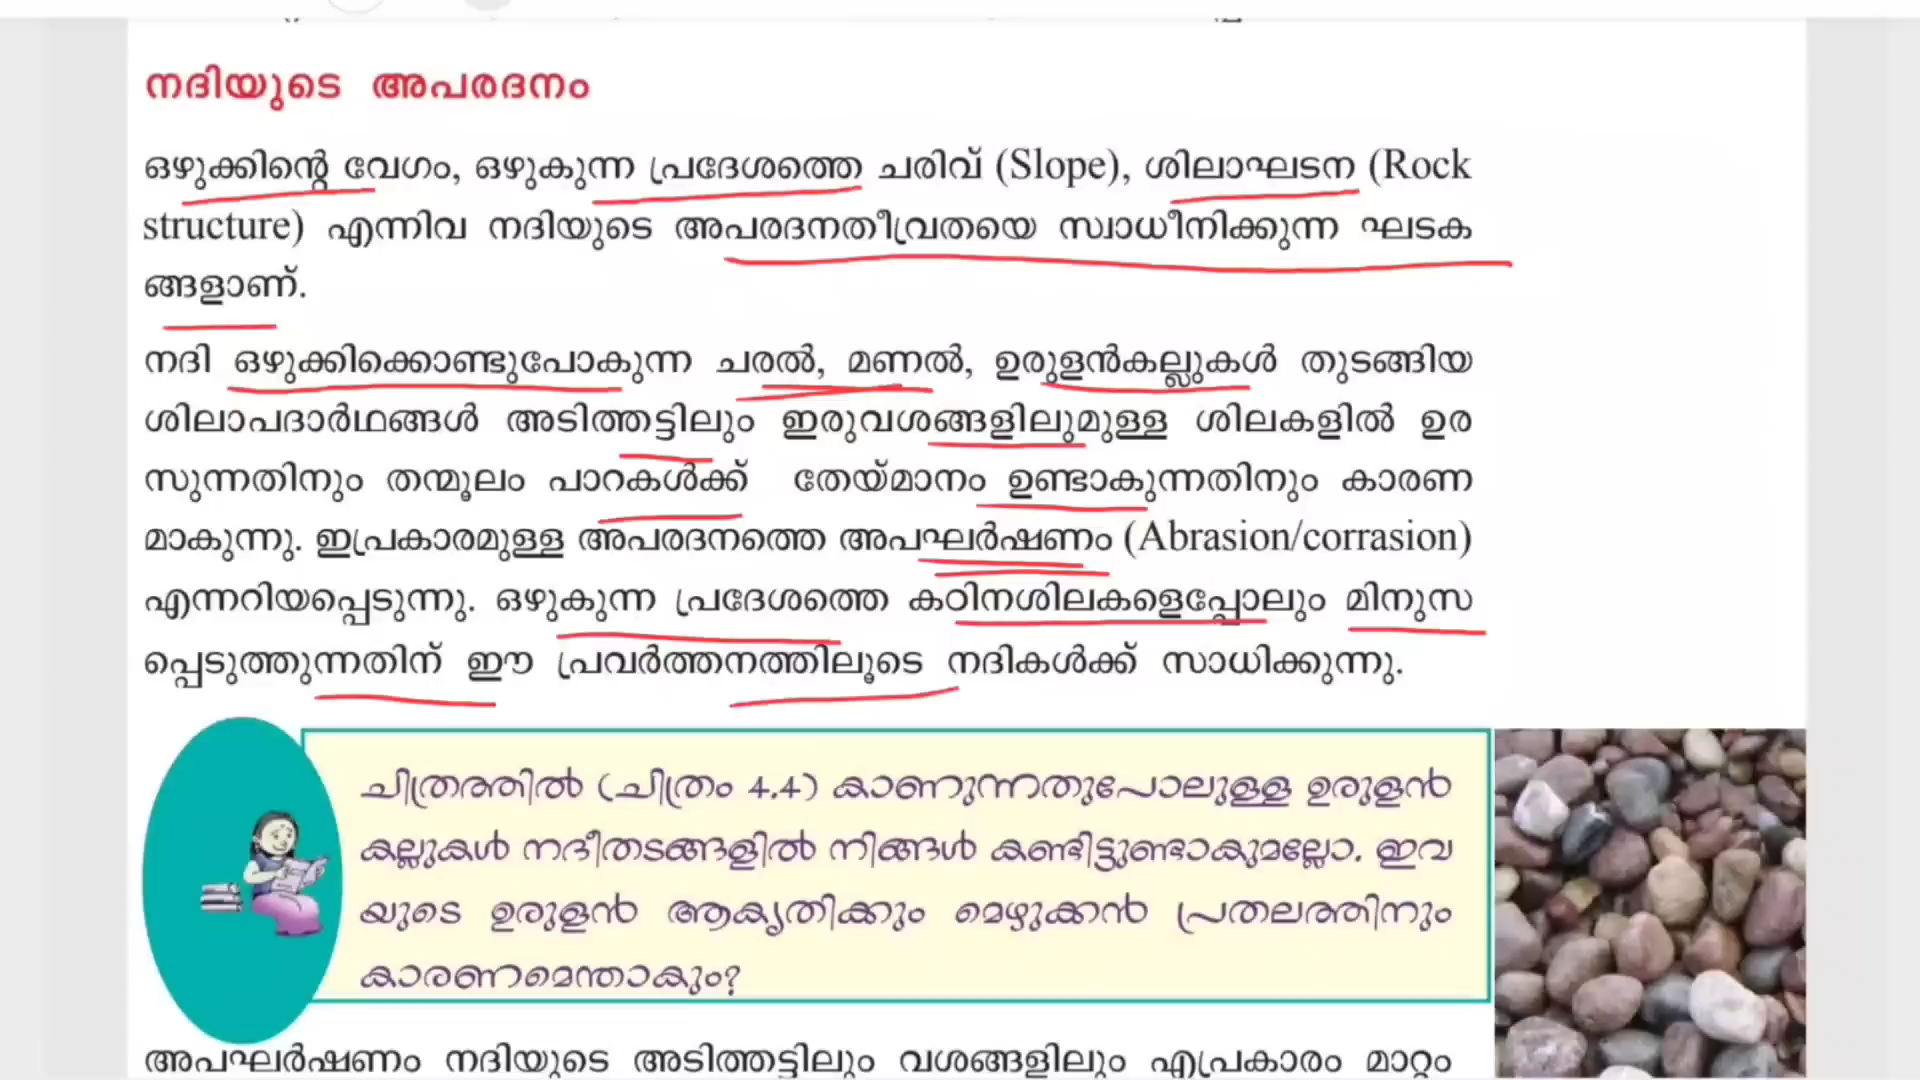 നദിയുടെ അപരദനം
ഒഴുക്കിന്റെ വേഗം, ഒഴുകുന്ന പ്രദേശത്തെ ചരിവ് (Slope), ശിലാഘടന (Rock
structure) എന്നിവ നദിയുടെ അപരദനതീവ്രതയെ സ്വാധീനിക്കുന്ന ഘടക
ങ്ങളാണ്.
നദി ഒഴുക്കിക്കൊണ്ടുപോകുന്ന ചരൽ, മണൽ, ഉരുളൻകല്ലുകൾ തുടങ്ങിയ
ശിലാപദാർഥങ്ങൾ അടിത്തട്ടിലും ഇരുവശങ്ങളിലുമുള്ള ശിലകളിൽ ഉര
സുന്നതിനും തന്മൂലം പാറകൾക്ക് തേയ്മാനം ഉണ്ടാകുന്നതിനും കാരണ
മാകുന്നു. ഇപ്രകാരമുള്ള അപരദനത്തെ അപഘർഷണം (Abrasion/corrasion)
എന്നറിയപ്പെടുന്നു. ഒഴുകുന്ന പ്രദേശത്തെ കഠിനശിലകളെപ്പോലും മിനുസ
പ്പെടുത്തുന്നതിന് ഈ പ്രവർത്തനത്തിലൂടെ നദികൾക്ക് സാധിക്കുന്നു.
ചിത്രത്തിൽ (ചിത്രം 4.4) കാണുന്നതുപോലുള്ള ഉരുളൻ
കല്ലുകൾ നദീതടങ്ങളിൽ നിങ്ങൾ കണ്ടിട്ടുണ്ടാകുമല്ലോ. ഇവ
യുടെ ഉരുളൻ ആകൃതിക്കും മെഴുക്കൻ പ്രതലത്തിനും
കാരണമെന്താകും?
അപഘർഷണം നദിയുടെ അടിത്തട്ടിലും വശങ്ങളിലും എപ്രകാരം മാറ്റം